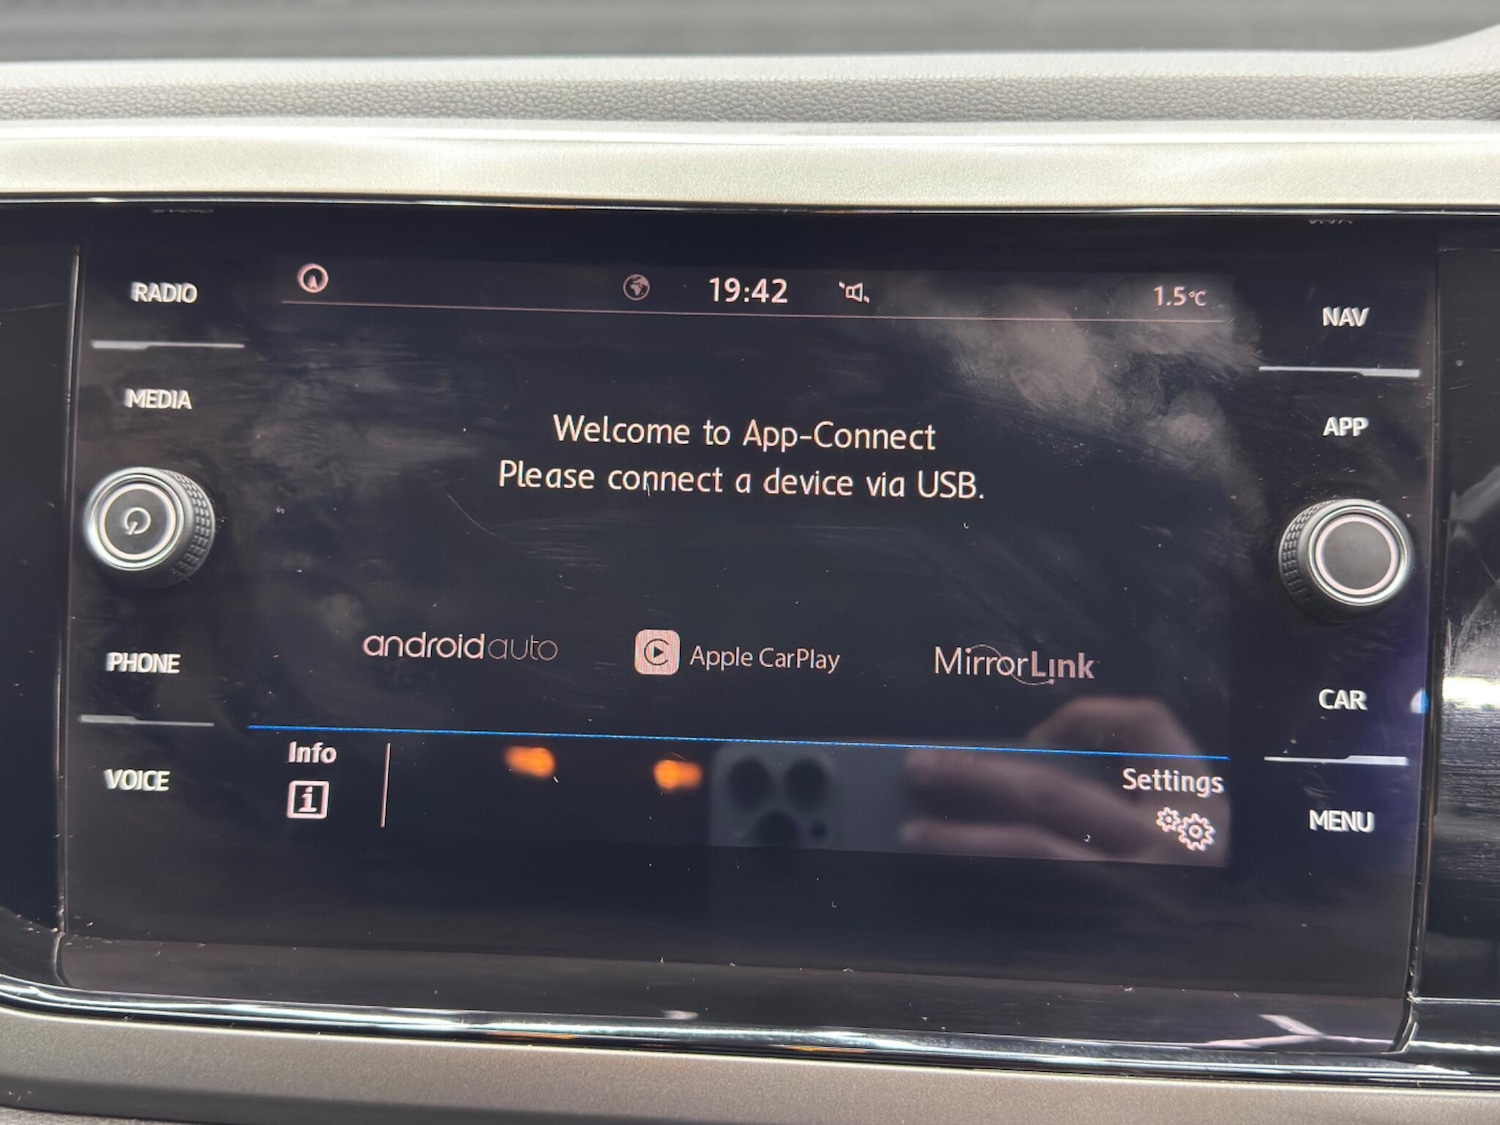 RADIO
MEDIA
PHONE
VOICE
19:42
1.5°C
Welcome to App-Connect
Please connect a device via USB.
androidauto
Apple CarPlay
MirrorLink
Info
i
Settings
NAV
APP
CAR
MENU